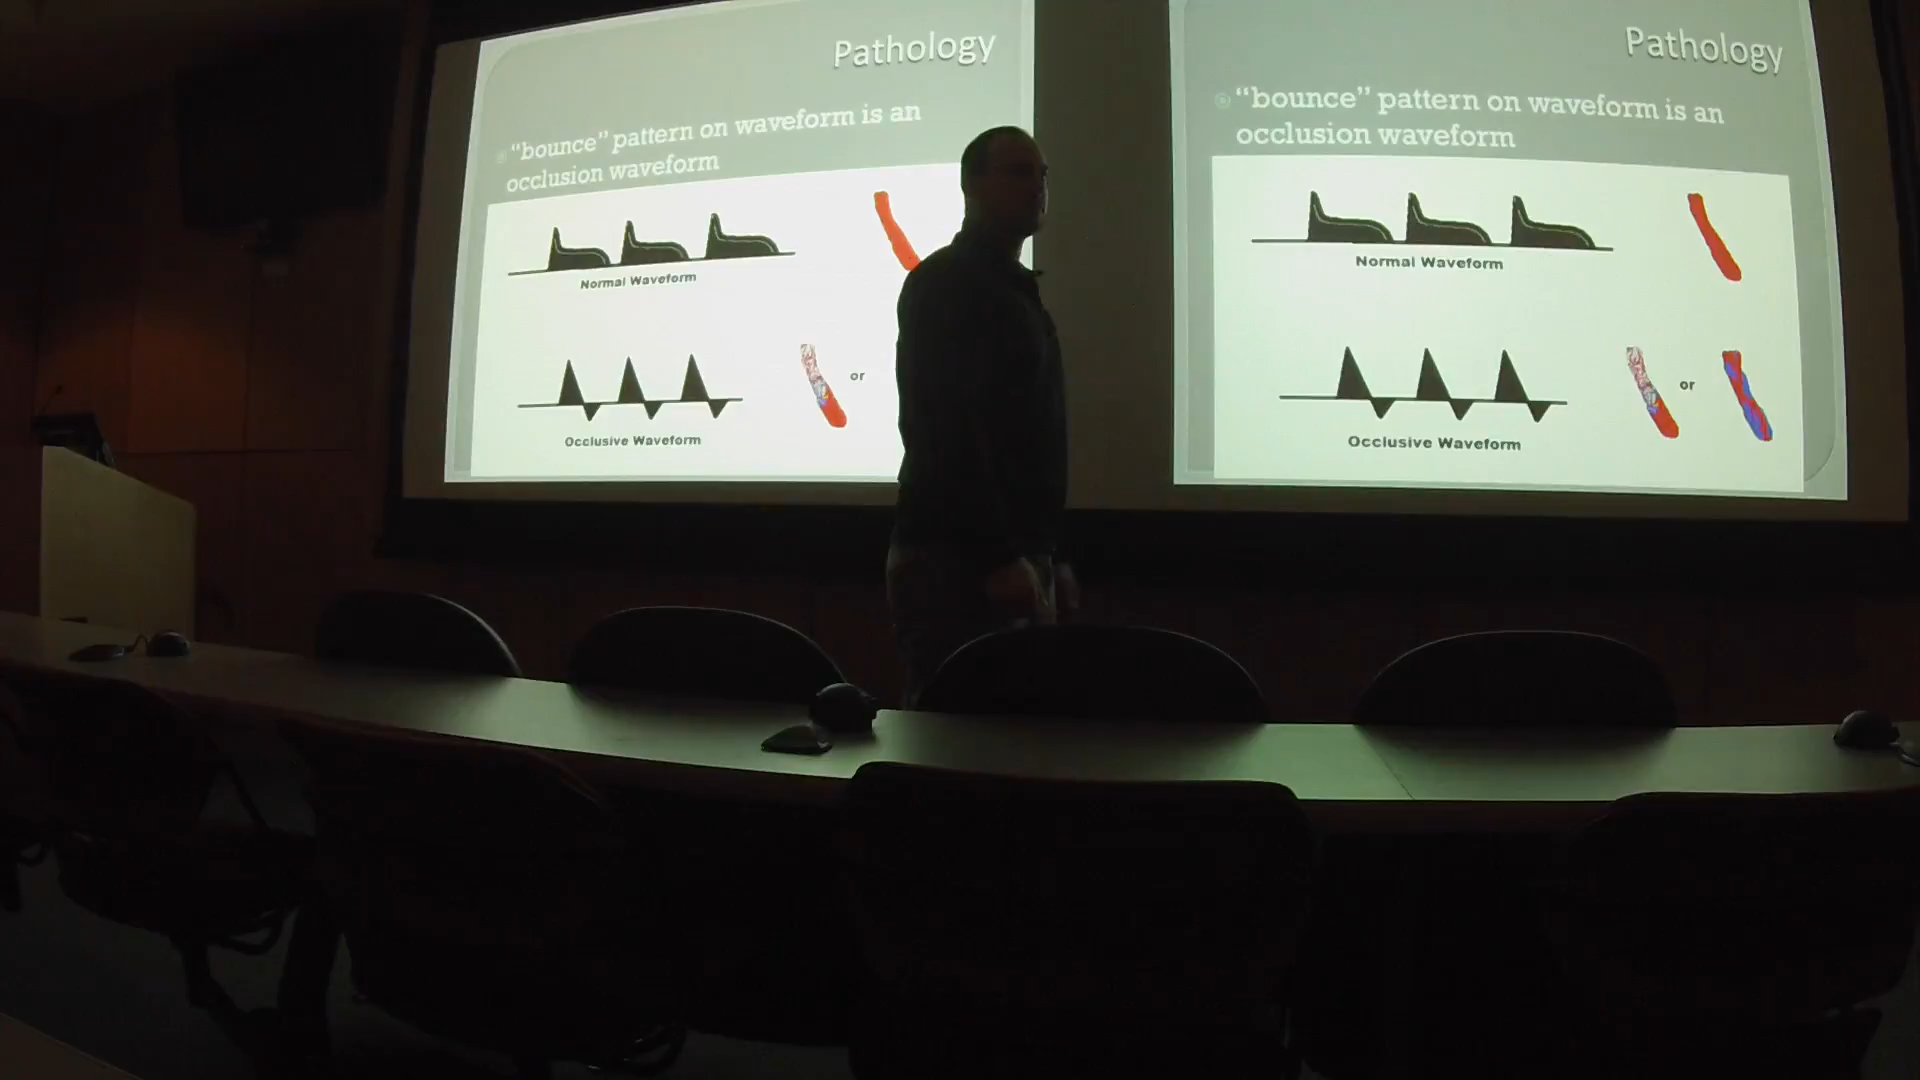 Pathology
"bounce" pattern on waveform is an
occlusion waveform
Normal Waveform
or
Occlusive Waveform
Pathology
"bounce" pattern on waveform is an
occlusion waveform
Normal Waveform
or
Occlusive Waveform